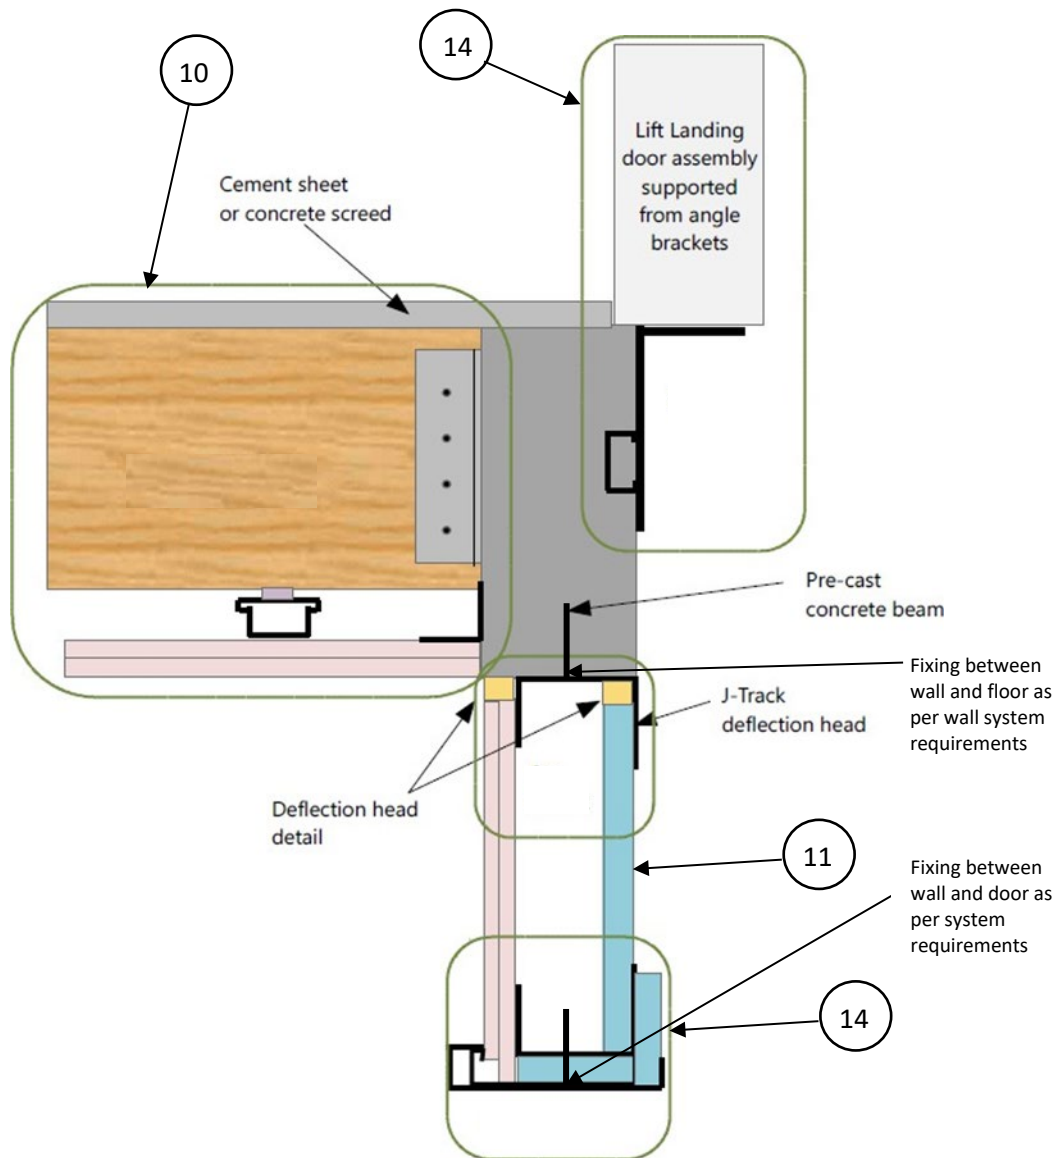 14
10
Lift Landing
door assembly
supported
from angle
brackets
Cement sheet
or concrete screed
Pre-cast
concrete beam
Fixing between
wall and floor as
per wall system
requirements
J-Track
deflection head
Deflection head
detail
11
Fixing between
wall and door as
per system
requirements
14